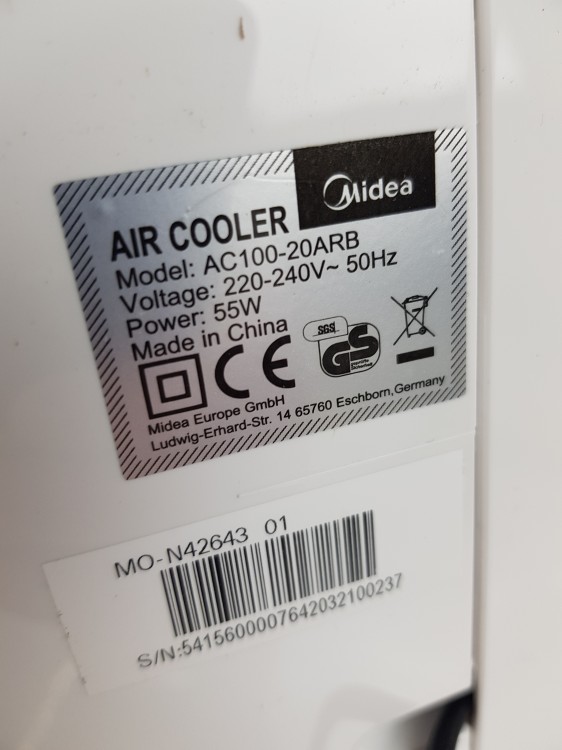 Midea
AIR COOLER
Model: AC100-20ARB
Voltage: 220-240V~ 50Hz
Power: 55W
Made in China
CE
SGS
GS
Midea Europe GmbH
Ludwig-Erhard-Str. 14 65760 Eschborn,Germany
MO-N42643 01
S/N:5415600007642032100237